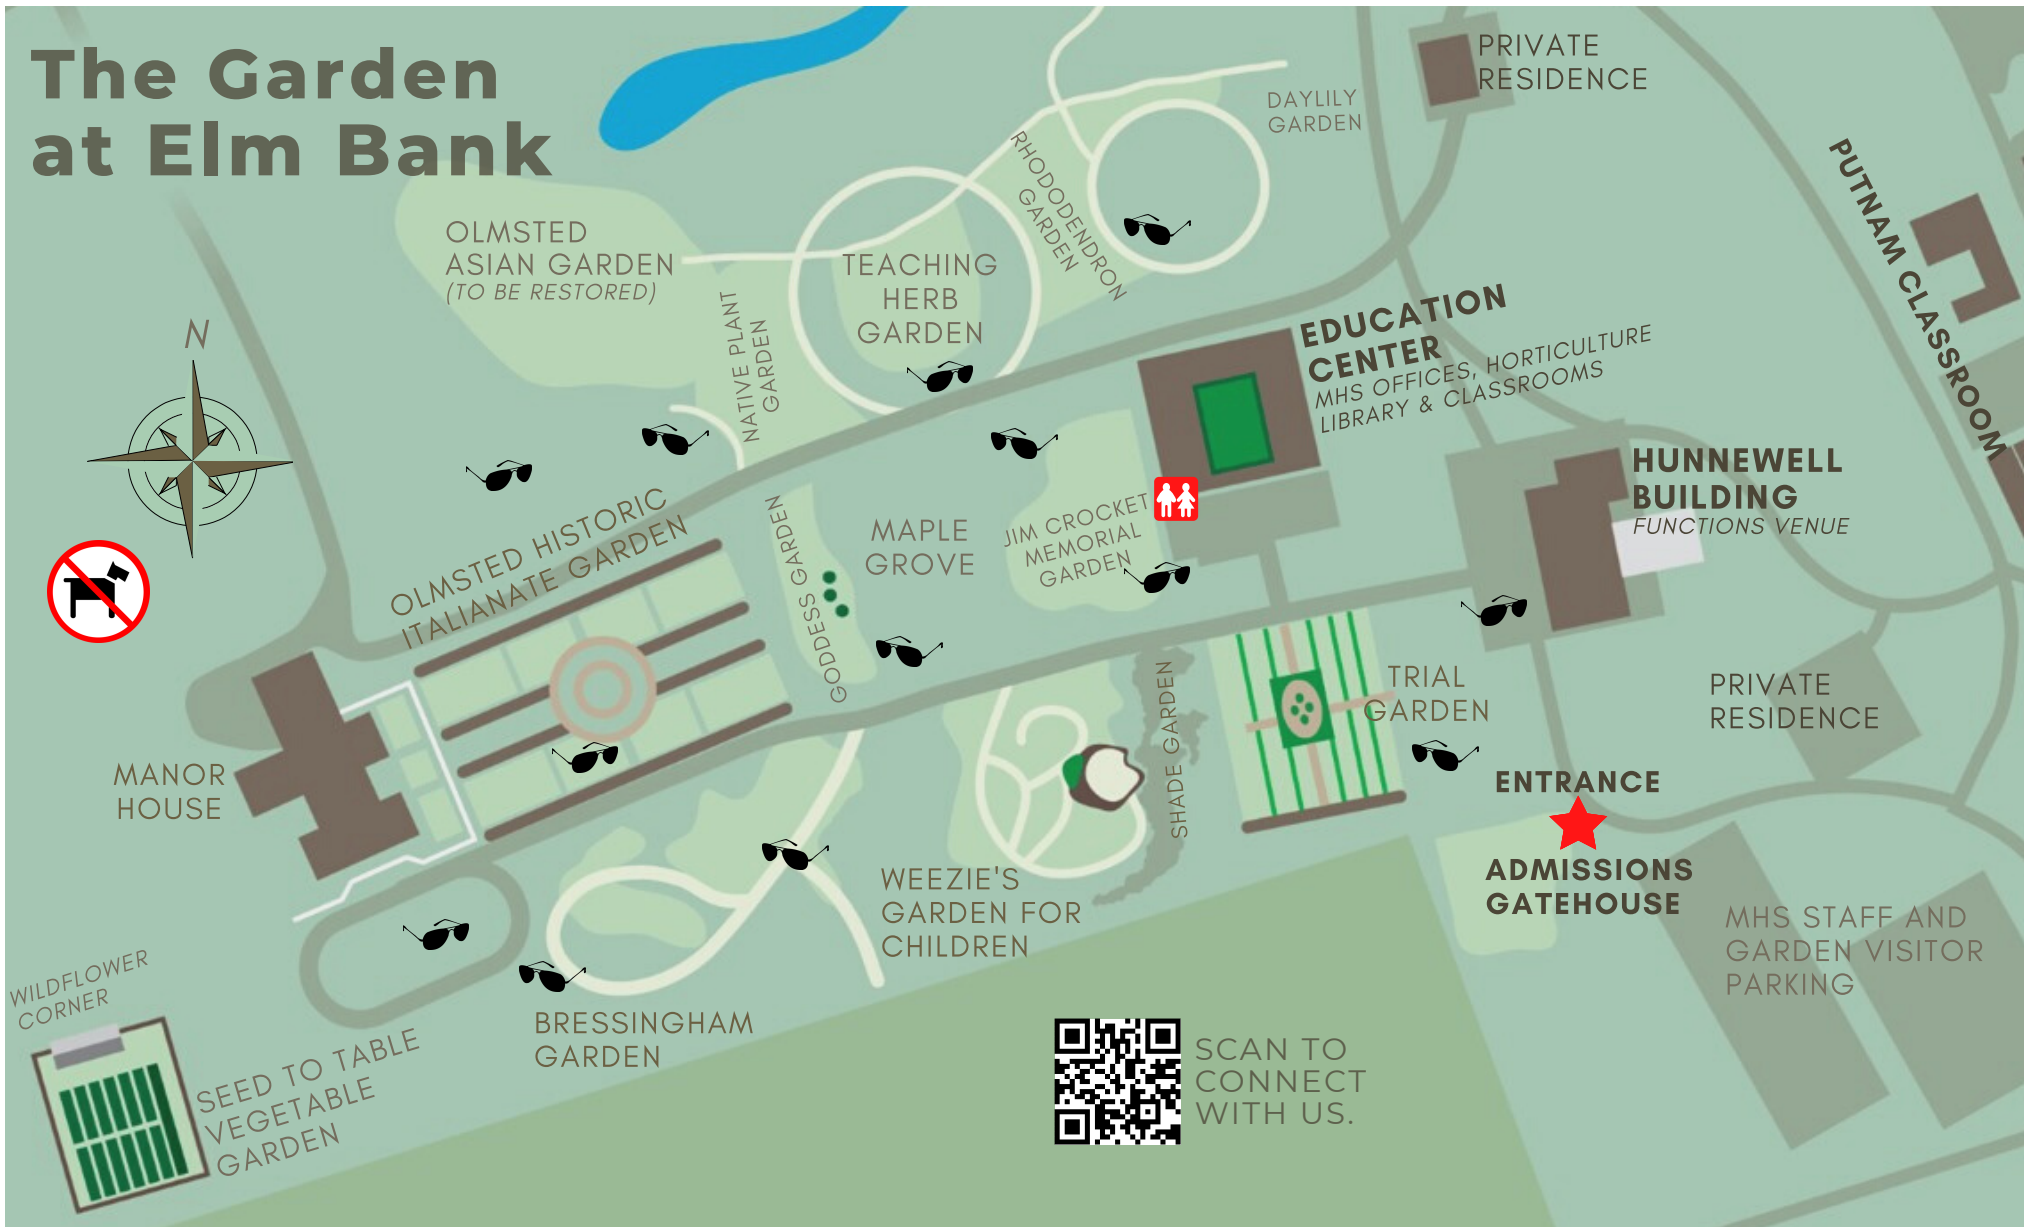 The Garden
at Elm Bank
PRIVATE
RESIDENCE
DAYLILY
GARDEN
RHODODENDRON
GARDEN
PUTNAM CLASSROOM
OLMSTED
ASIAN GARDEN
(TO BE RESTORED)
TEACHING
HERB
GARDEN
NATIVE PLANT
GARDEN
EDUCATION
CENTER
MHS OFFICES, HORTICULTURE
LIBRARY & CLASSROOMS
N
HUNNEWELL
BUILDING
FUNCTIONS VENUE
OLMSTED HISTORIC
ITALIANATE GARDEN
GODDESS GARDEN
MAPLE
GROVE
JIM CROCKET
MEMORIAL
GARDEN
SHADE GARDEN
TRIAL
GARDEN
PRIVATE
RESIDENCE
MANOR
HOUSE
ENTRANCE
ADMISSIONS
GATEHOUSE
WEEZIE'S
GARDEN FOR
CHILDREN
MHS STAFF AND
GARDEN VISITOR
PARKING
WILDFLOWER
CORNER
SEED TO TABLE
VEGETABLE
GARDEN
BRESSINGHAM
GARDEN
SCAN TO
CONNECT
WITH US.